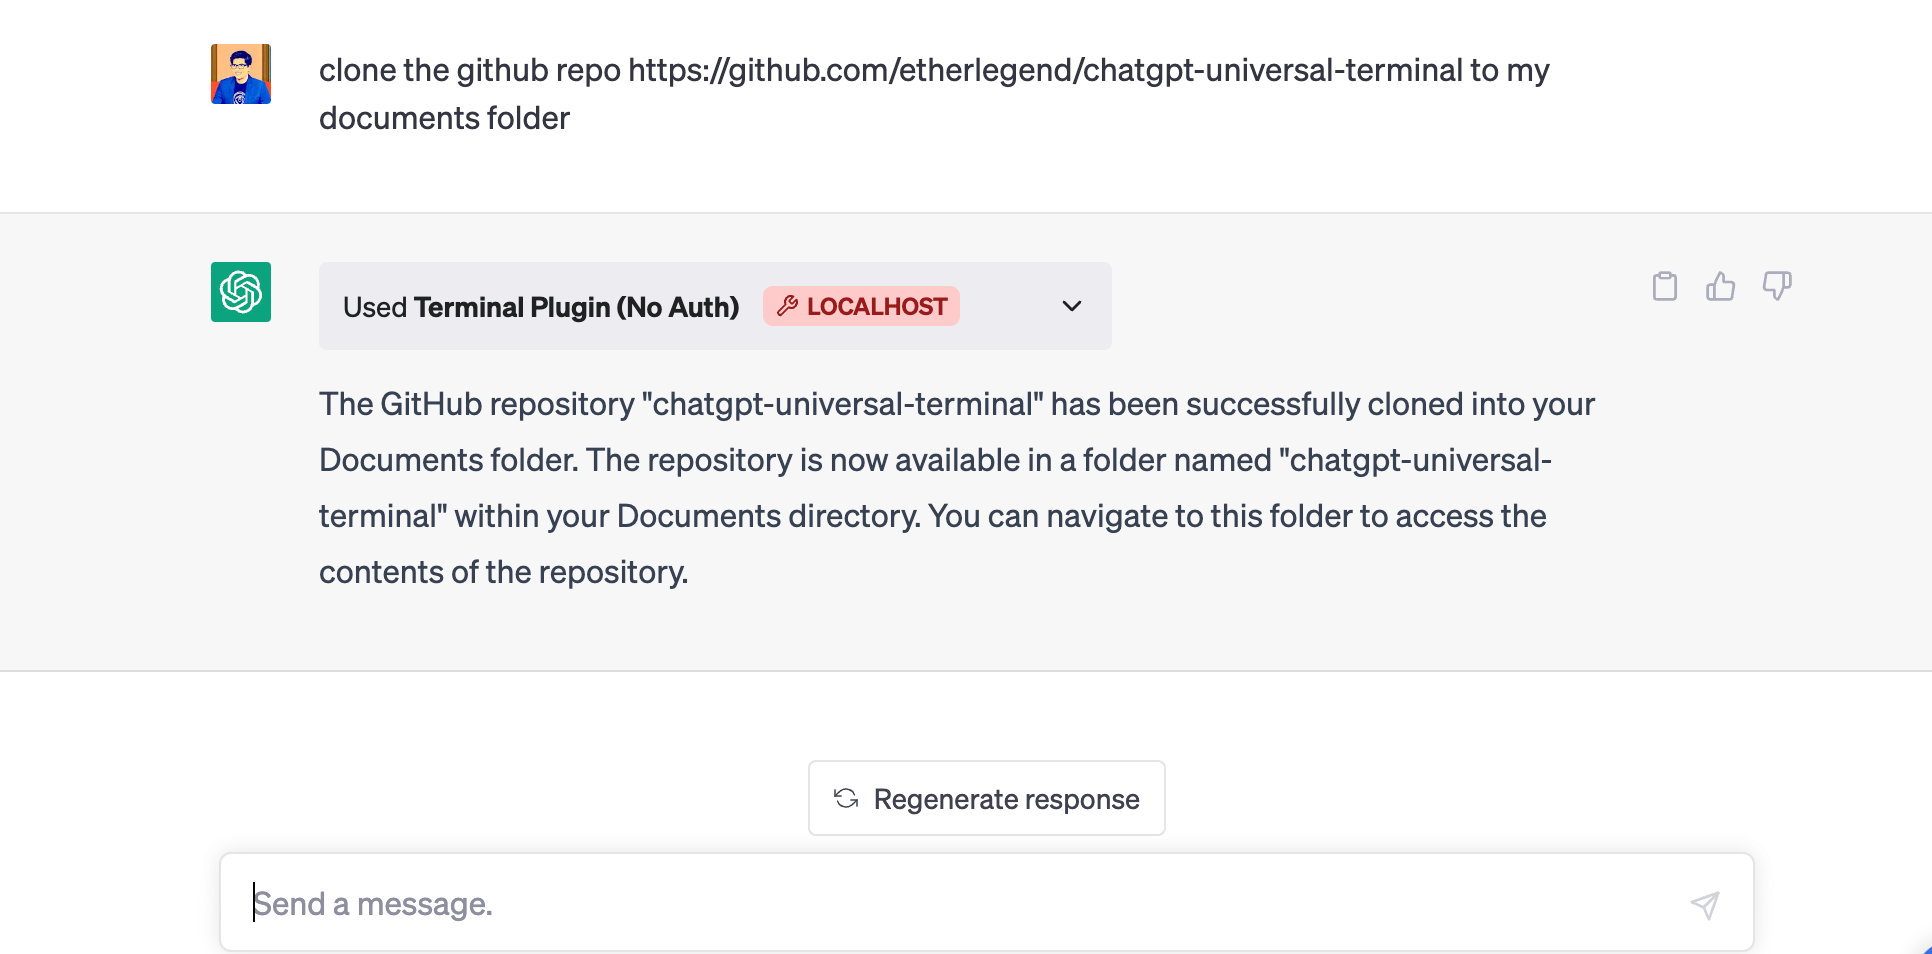 clone the github repo https://github.com/etherlegend/chatgpt-universal-terminal to my
documents folder
Used Terminal Plugin (No Auth) LOCALHOST
The GitHub repository "chatgpt-universal-terminal" has been successfully cloned into your
Documents folder. The repository is now available in a folder named "chatgpt-universal-
terminal" within your Documents directory. You can navigate to this folder to access the
contents of the repository.
Regenerate response
Send a message.